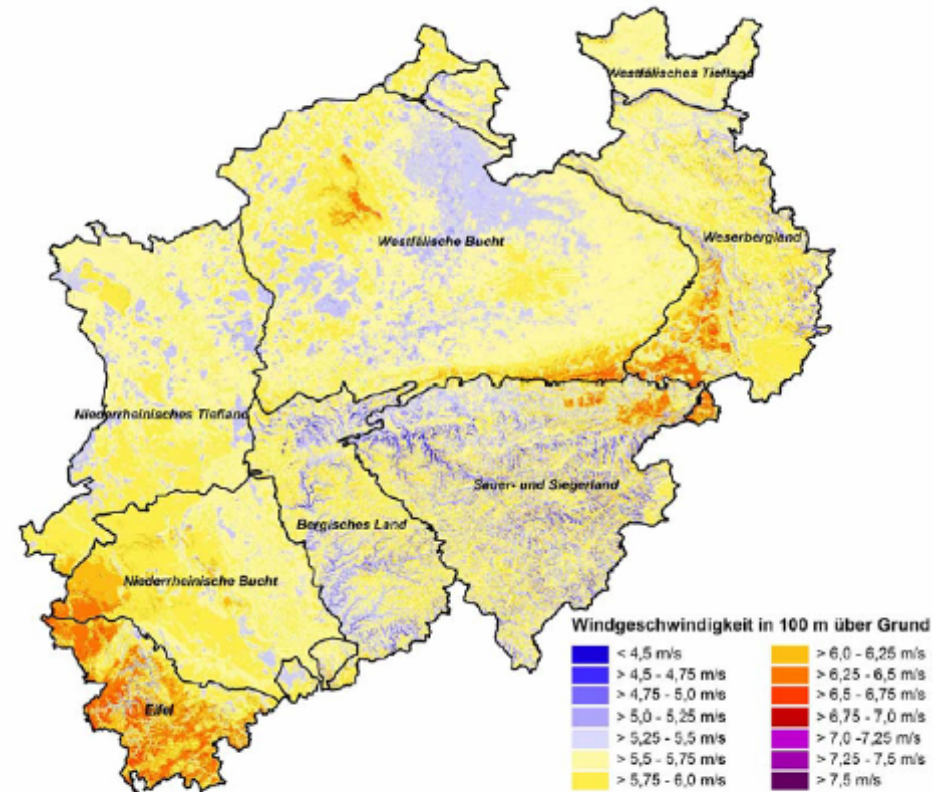 Westfälisches Tiefland
Westfälische Bucht
Weserbergland
Niederrheinisches Tiefland
Sauer- und Siegerland
Bergisches Land
Niederrheinische Bucht
Eifel
Windgeschwindigkeit in 100 m über Grund
< 4,5 m/s
> 4,5 - 4,75 m/s
> 4,75 - 5,0 m/s
> 5,0 - 5,25 m/s
> 5,25 - 5,5 m/s
> 5,5 - 5,75 m/s
> 5,75 - 6,0 m/s
> 6,0 - 6,25 m/s
> 6,25 - 6,5 m/s
> 6,5 - 6,75 m/s
> 6,75 - 7,0 m/s
> 7,0 -7,25 m/s
> 7,25 - 7,5 m/s
> 7,5 m/s